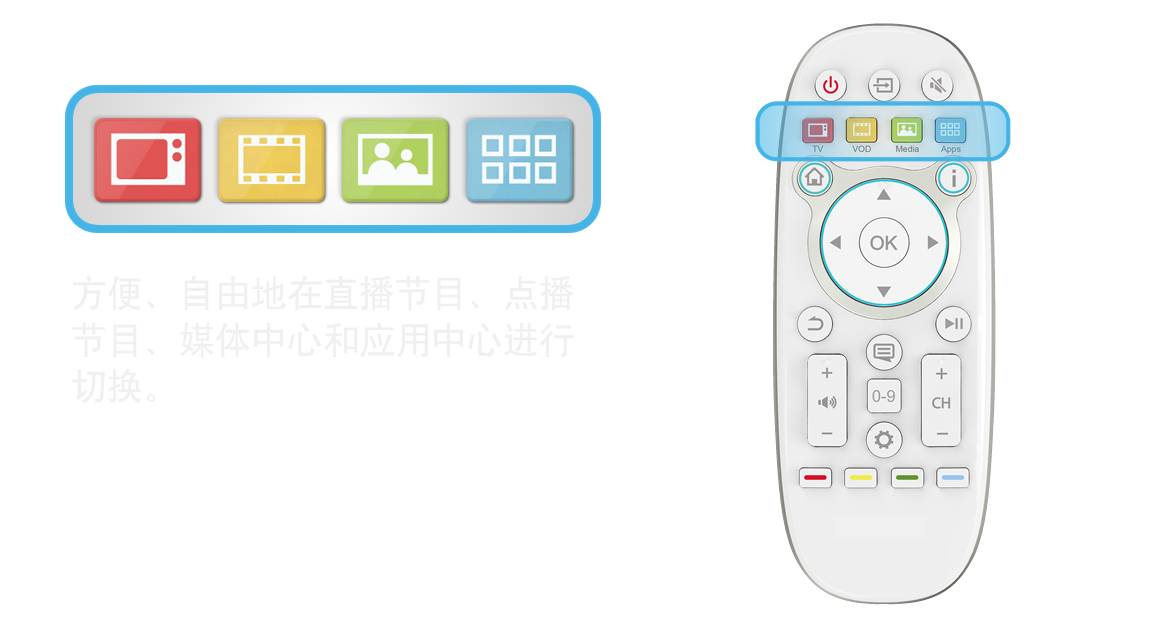 方便、自由地在直播节目、点播
节目、媒体中心和应用中心进行
切换。
TV VOD Media Apps
OK
0-9
+ +
CH
− −